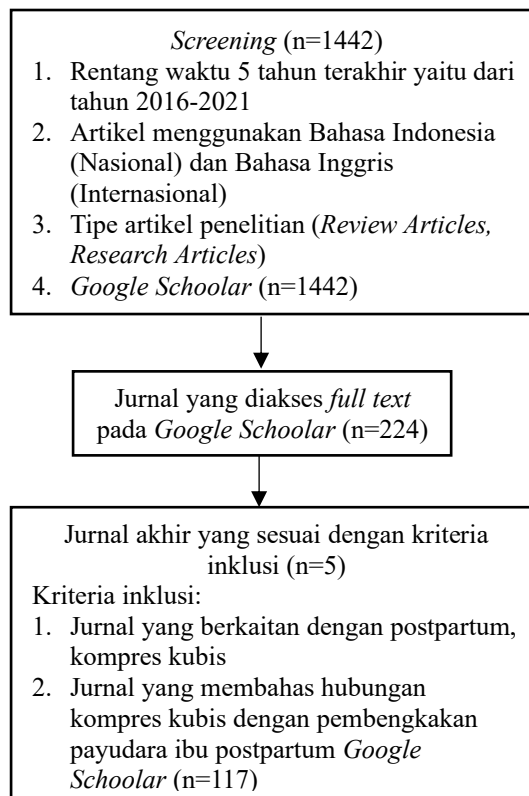 Screening (n=1442)
1. Rentang waktu 5 tahun terakhir yaitu dari
tahun 2016-2021
2. Artikel menggunakan Bahasa Indonesia
(Nasional) dan Bahasa Inggris
(Internasional)
3. Tipe artikel penelitian (Review Articles,
Research Articles)
4. Google Schoolar (n=1442)
Jurnal yang diakses full text
pada Google Schoolar (n=224)
Jurnal akhir yang sesuai dengan kriteria
inklusi (n=5)
Kriteria inklusi:
1. Jurnal yang berkaitan dengan postpartum,
kompres kubis
2. Jurnal yang membahas hubungan
kompres kubis dengan pembengkakan
payudara ibu postpartum Google
Schoolar (n=117)